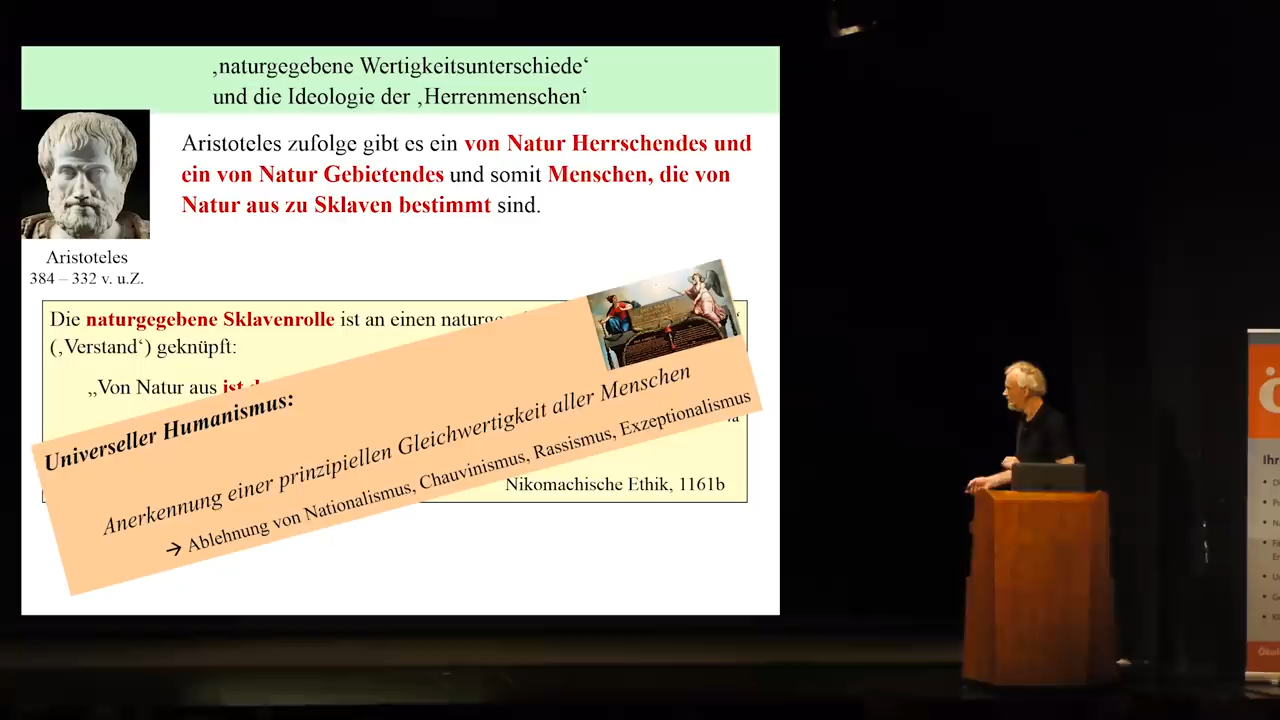 ‚naturgegebene Wertigkeitsunterschiede‘
und die Ideologie der ‚Herrenmenschen‘
Aristoteles zufolge gibt es ein von Natur Herrschendes und
ein von Natur Gebietendes und somit Menschen, die von
Natur aus zu Sklaven bestimmt sind.
Aristoteles
384 – 332 v. u.Z.
Die naturgegebene Sklavenrolle ist an einen
(‚Verstand‘) geknüpft:
„Von Natur aus ist
Universeller Humanismus:
Anerkennung einer prinzipiellen Gleichwertigkeit aller Menschen
→ Ablehnung von Nationalismus, Chauvinismus, Rassismus, Exzeptionalismus
Nikomachische Ethik, 1161b
Ihr